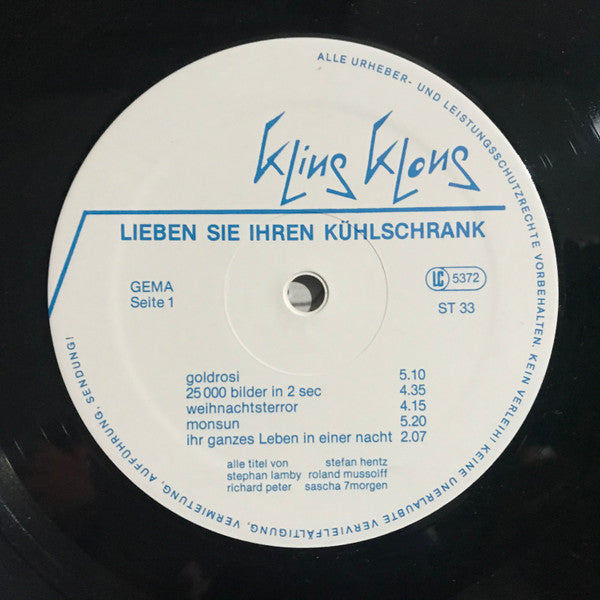 ALLE URHEBER- UND LEISTUNGSSCHUTZRECHTE VORBEHALTEN. KEIN VERLEIH! KEINE UNERLAUBTE VERVIELFÄLTIGUNG, VERMIETUNG, AUFFÜHRUNG, SENDUNG!
kling klong
LIEBEN SIE IHREN KÜHLSCHRANK
GEMA
Seite 1
LC 5372
ST 33
goldrosi 5.10
25 000 bilder in 2 sec 4.35
weihnachtsterror 4.15
monsun 5.20
ihr ganzes Leben in einer nacht 2.07
alle titel von stefan hentz
stephan lamby roland mussolff
richard peter sascha 7morgen